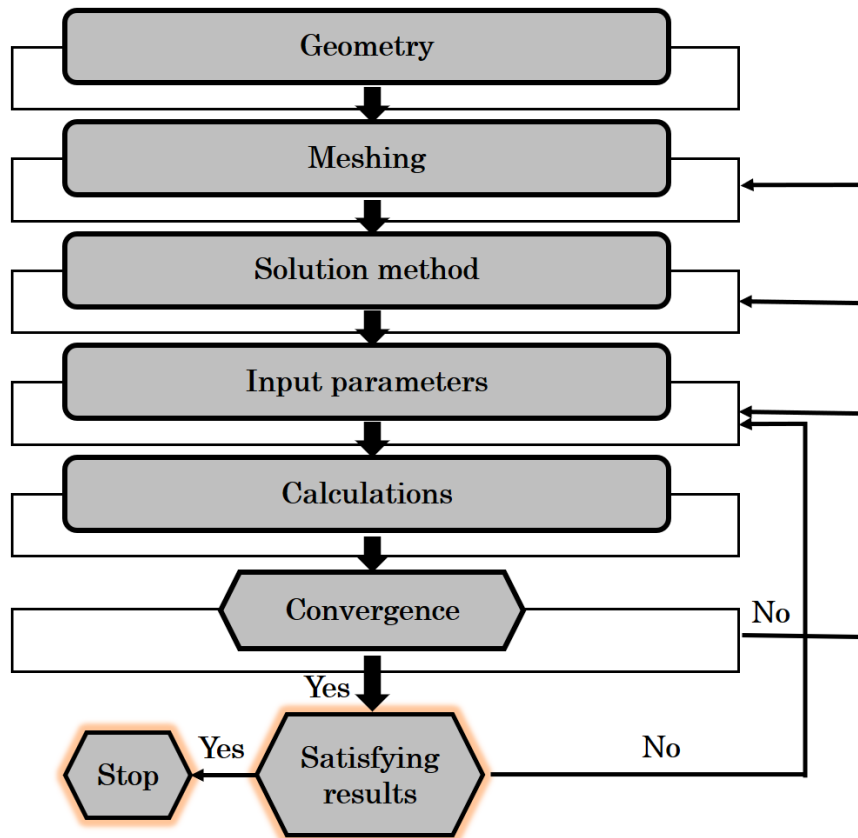 Geometry
Meshing
Solution method
Input parameters
Calculations
Convergence
No
Yes
Stop
Yes
Satisfying
results
No